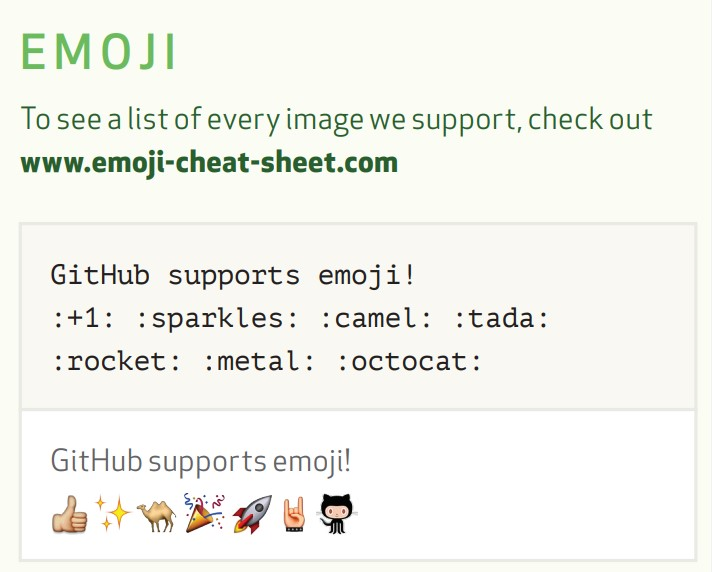 EMOJI
To see a list of every image we support, check out
www.emoji-cheat-sheet.com
GitHub supports emoji!
:+1: :sparkles: :camel: :tada:
:rocket: :metal: :octocat:
GitHub supports emoji!